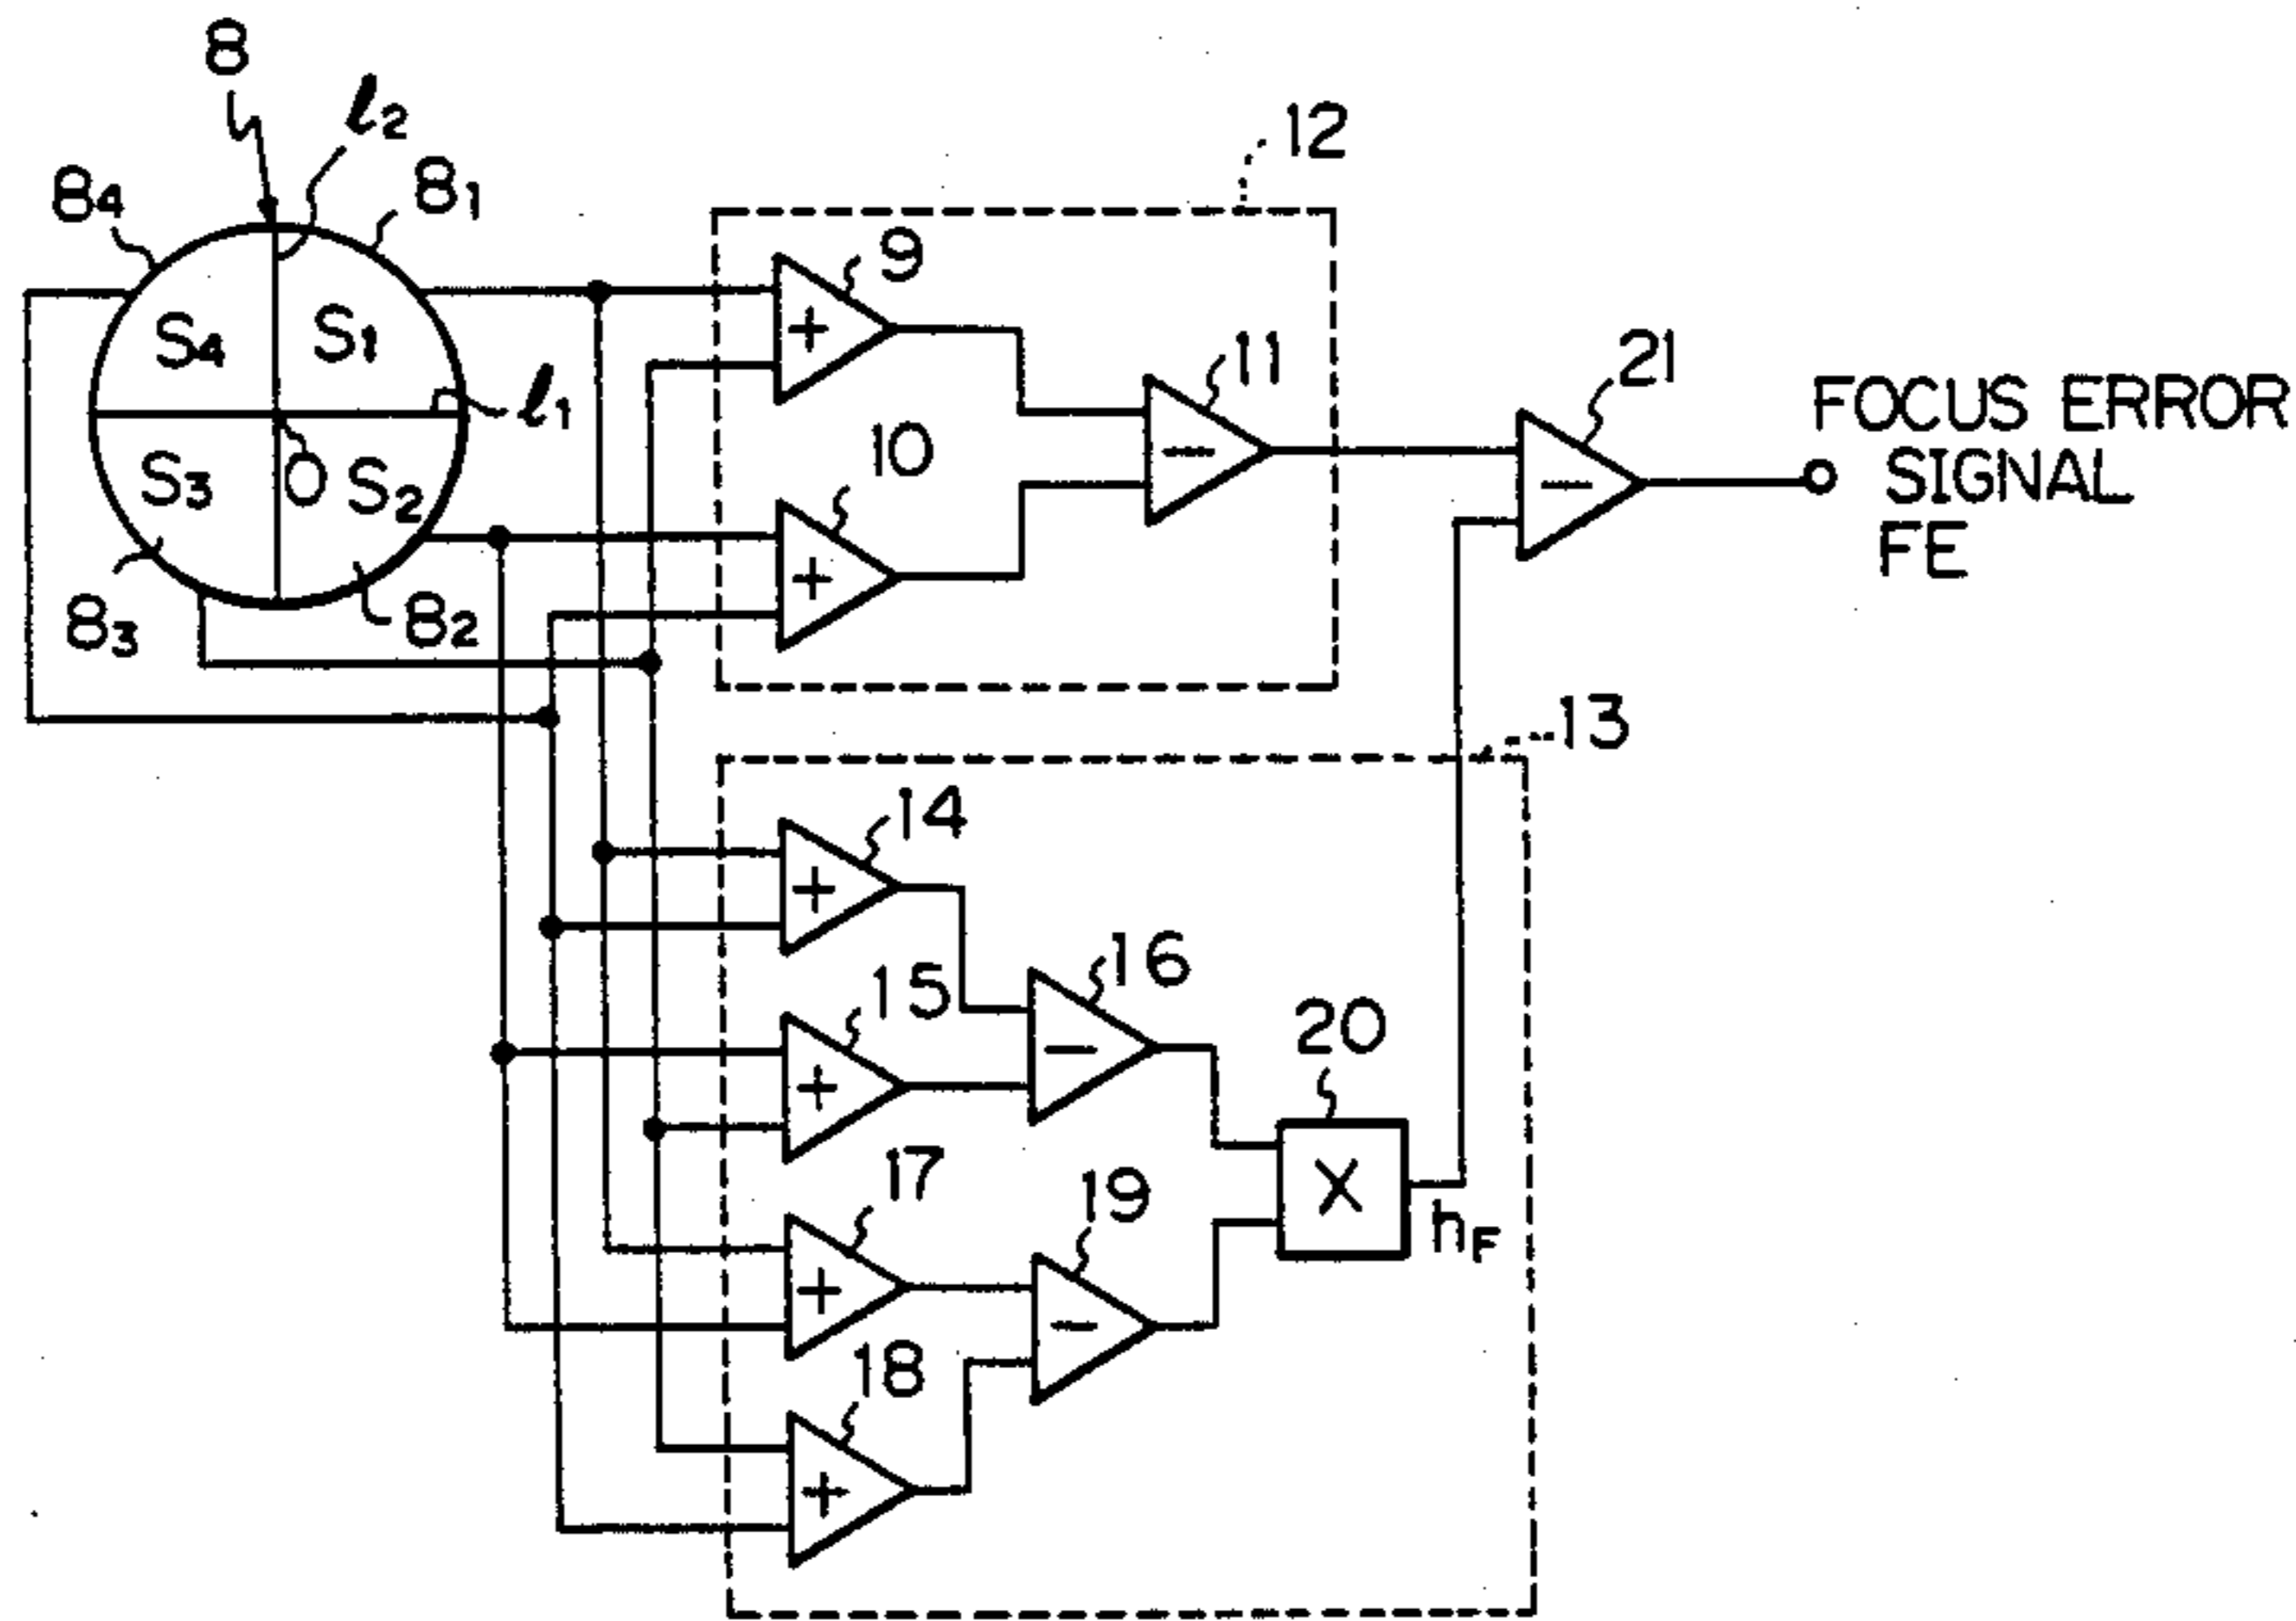 8
l2
84
81
12
9
S4
S1
11
21
FOCUS ERROR
SIGNAL
FE
+
l1
10
−
S3
O
S2
−
+
83
82
13
14
+
15
16
20
−
+
17
19
X
hF
+
18
−
+